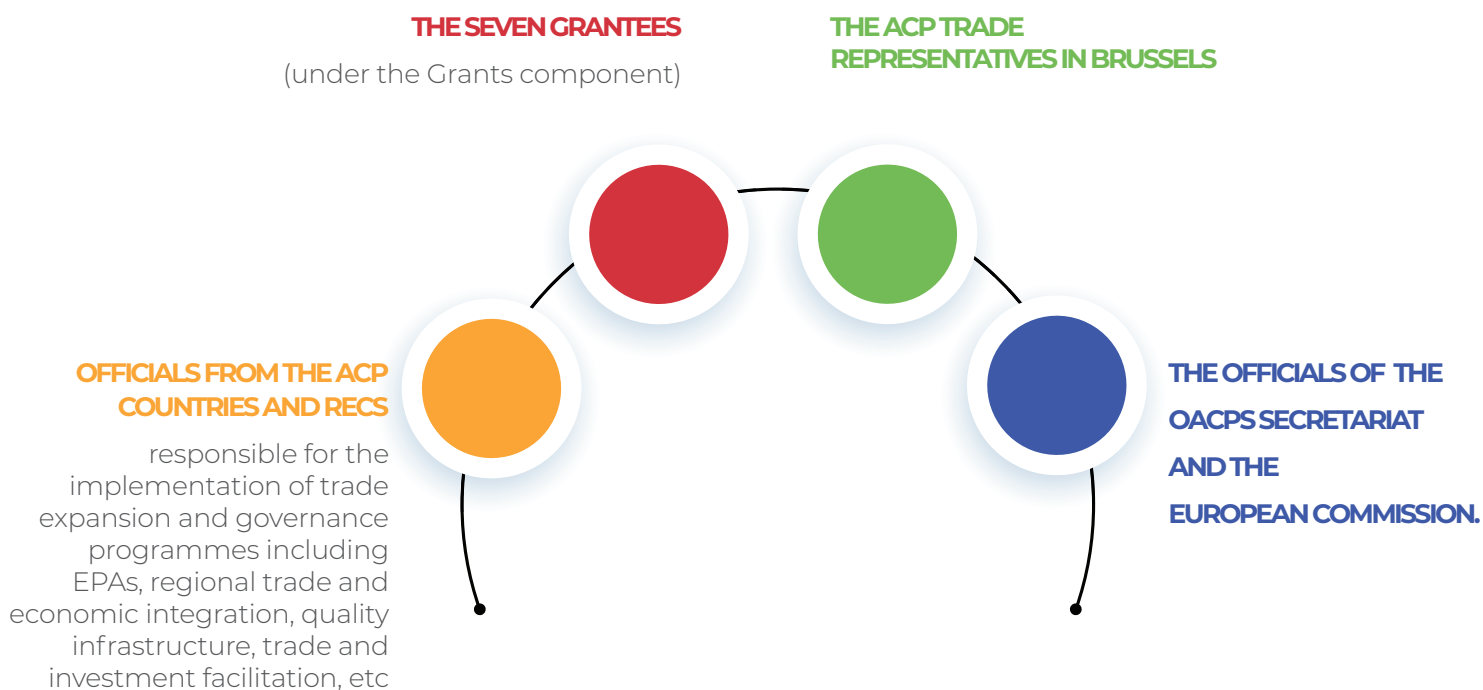 THE SEVEN GRANTEES
(under the Grants component)
THE ACP TRADE
REPRESENTATIVES IN BRUSSELS
OFFICIALS FROM THE ACP
COUNTRIES AND RECS
responsible for the
implementation of trade
expansion and governance
programmes including
EPAs, regional trade and
economic integration, quality
infrastructure, trade and
investment facilitation, etc
THE OFFICIALS OF THE
OACPS SECRETARIAT
AND THE
EUROPEAN COMMISSION.